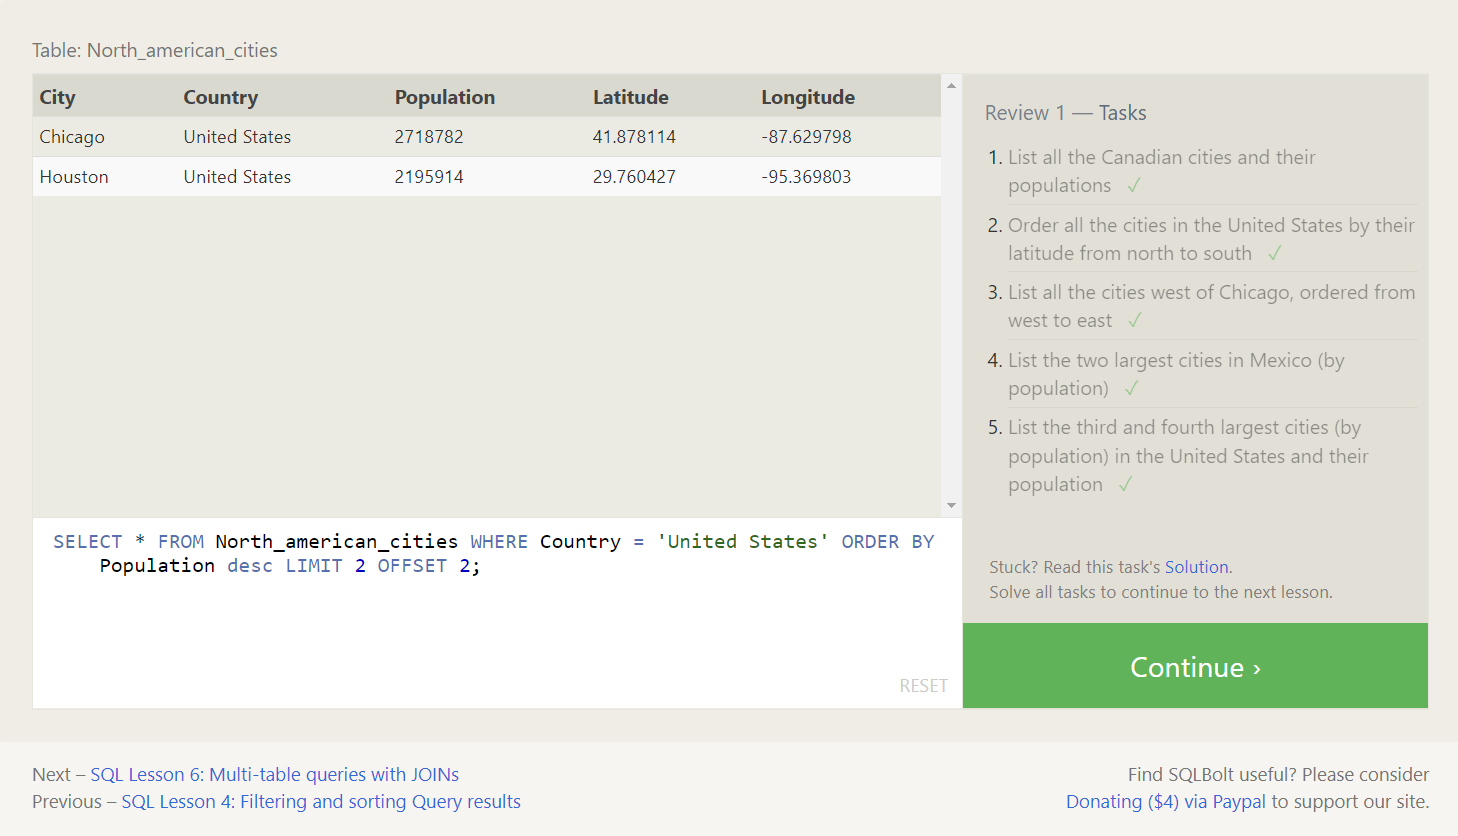 Table: North_american_cities
City Country Population Latitude Longitude
Chicago United States 2718782 41.878114 -87.629798
Houston United States 2195914 29.760427 -95.369803
SELECT * FROM North_american_cities WHERE Country = 'United States' ORDER BY
Population desc LIMIT 2 OFFSET 2;
RESET
Review 1 — Tasks
1. List all the Canadian cities and their
populations ✓
2. Order all the cities in the United States by their
latitude from north to south ✓
3. List all the cities west of Chicago, ordered from
west to east ✓
4. List the two largest cities in Mexico (by
population) ✓
5. List the third and fourth largest cities (by
population) in the United States and their
population ✓
Stuck? Read this task's Solution.
Solve all tasks to continue to the next lesson.
Continue ›
Next – SQL Lesson 6: Multi-table queries with JOINs
Previous – SQL Lesson 4: Filtering and sorting Query results
Find SQLBolt useful? Please consider
Donating ($4) via Paypal to support our site.